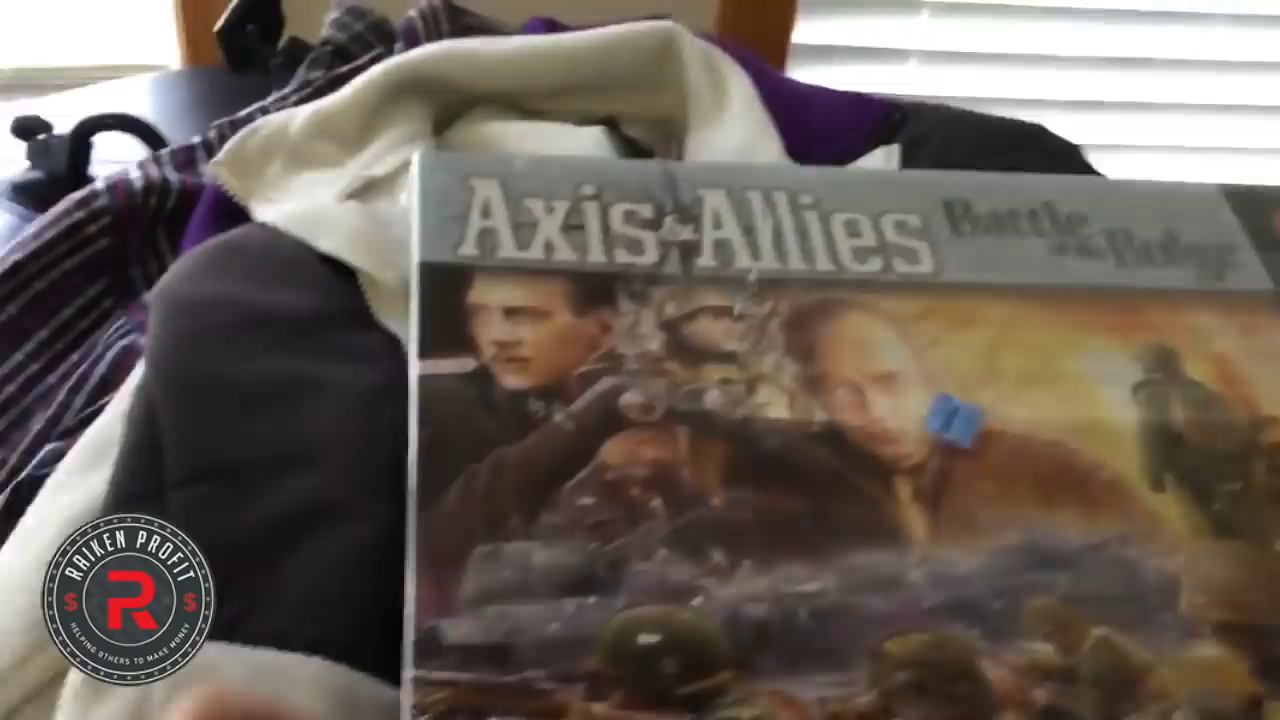 Axis & Allies
Battle
of the Bulge
RAIKEN PROFIT
$ R $
HELPING OTHERS TO MAKE MONEY